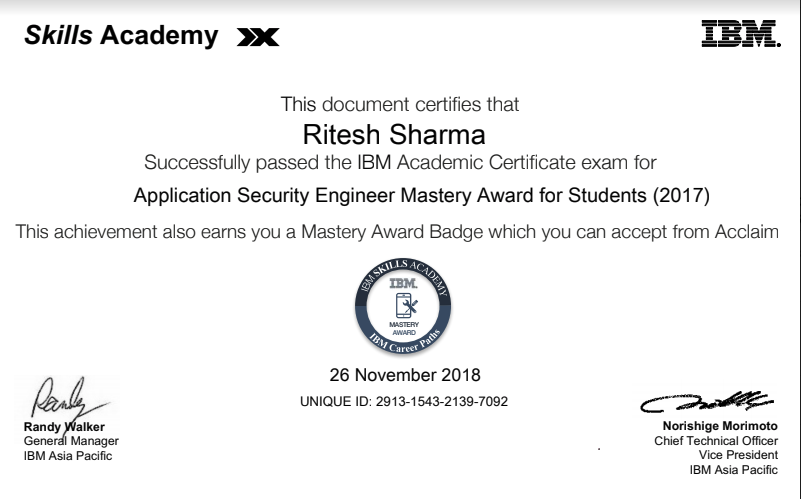 Skills Academy
IBM.
This document certifies that
Ritesh Sharma
Successfully passed the IBM Academic Certificate exam for
Application Security Engineer Mastery Award for Students (2017)
This achievement also earns you a Mastery Award Badge which you can accept from Acclaim
IBM SKILLS ACADEMY
IBM.
MASTERY
AWARD
IBM Career Paths
26 November 2018
UNIQUE ID: 2913-1543-2139-7092
Randy
Randy Walker
General Manager
IBM Asia Pacific
Norishige Morimoto
Chief Technical Officer
Vice President
IBM Asia Pacific